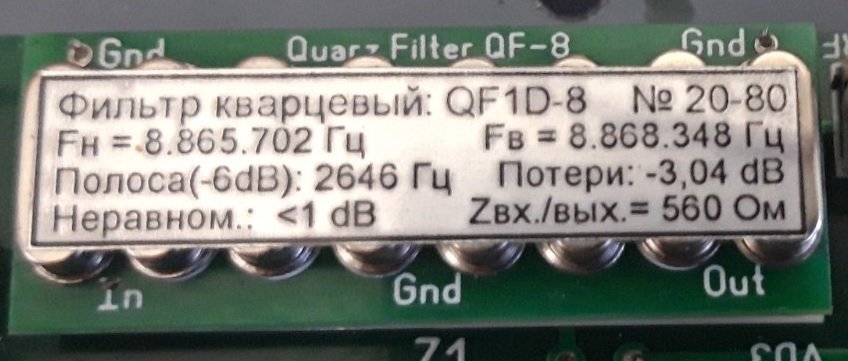 Gnd Quartz Filter QF-8 Gnd
Фильтр кварцевый: QF1D-8 № 20-80
Fн = 8.865.702 Гц Fв = 8.868.348 Гц
Полоса(-6dB): 2646 Гц Потери: -3,04 dB
Неравном.: <1 dB Zвх./вых.= 560 Ом
In Gnd Out
Z1